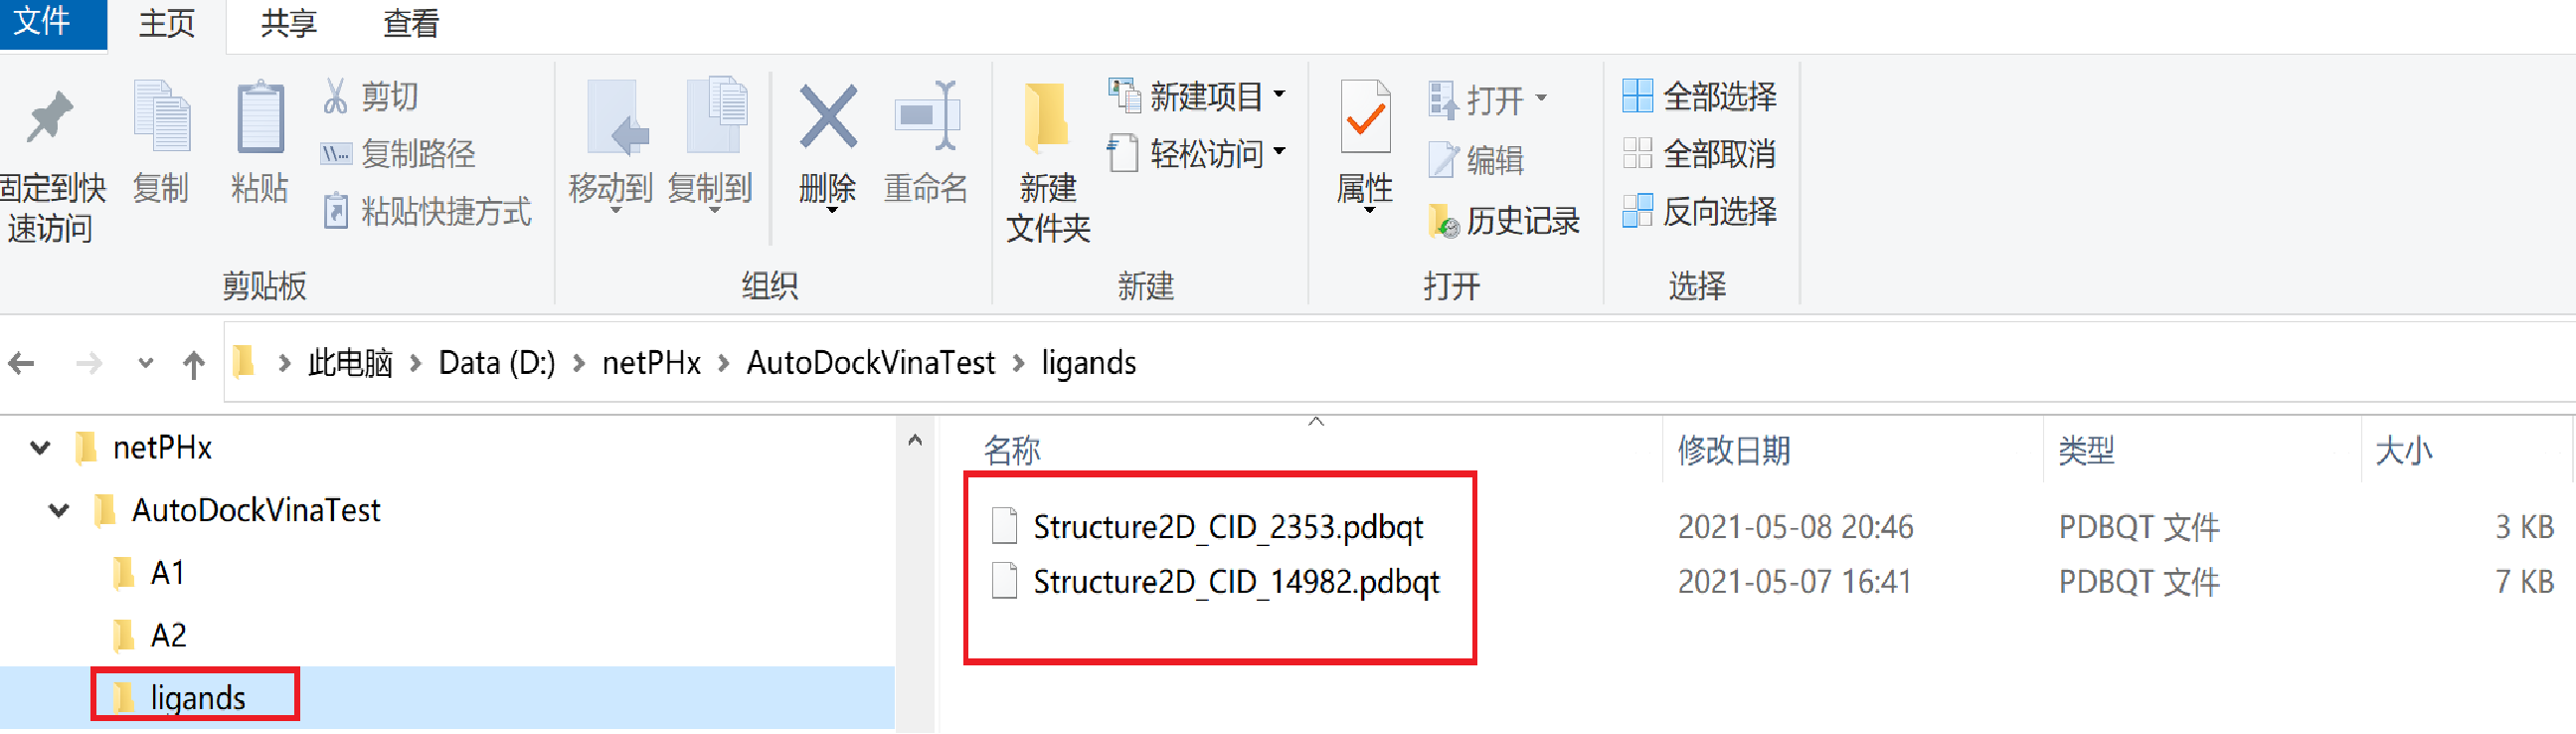 文件 主页 共享 查看
固定到快
速访问
复制
粘贴
剪切
复制路径
粘贴快捷方式
剪贴板
移动到
复制到
删除
重命名
组织
新建
文件夹
新建项目
轻松访问
新建
属性
打开
编辑
历史记录
打开
全部选择
全部取消
反向选择
选择
此电脑 Data (D:) netPHx AutoDockVinaTest ligands
netPHx
AutoDockVinaTest
A1
A2
ligands
名称 修改日期 类型 大小
Structure2D_CID_2353.pdbqt 2021-05-08 20:46 PDBQT 文件 3 KB
Structure2D_CID_14982.pdbqt 2021-05-07 16:41 PDBQT 文件 7 KB